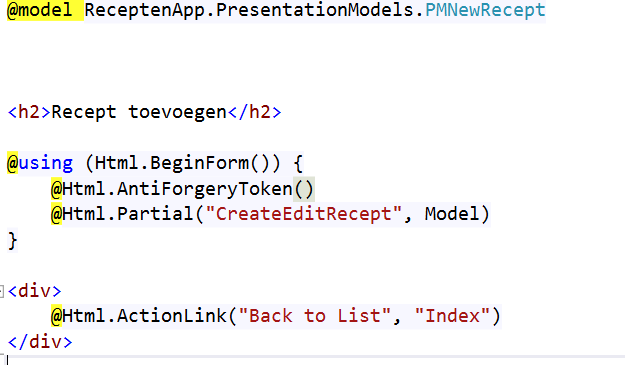 @model ReceptenApp.PresentationModels.PMNewRecept
<h2>Recept toevoegen</h2>
@using (Html.BeginForm()) {
@Html.AntiForgeryToken()
@Html.Partial("CreateEditRecept", Model)
}
<div>
@Html.ActionLink("Back to List", "Index")
</div>